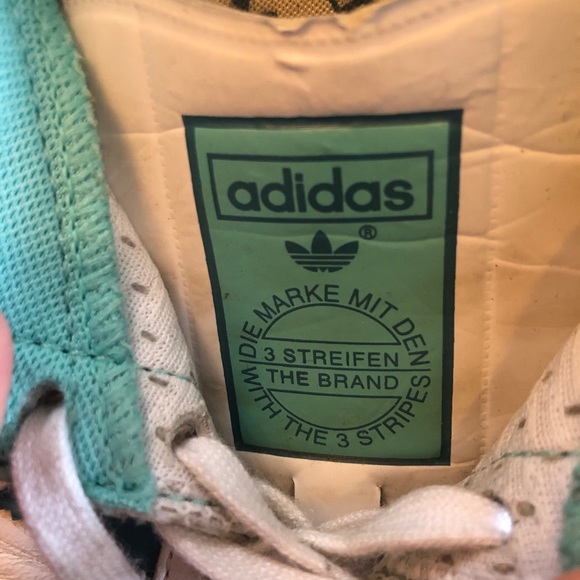 adidas
®
DIE MARKE MIT DEN
3 STREIFEN
THE BRAND
WITH THE 3 STRIPES